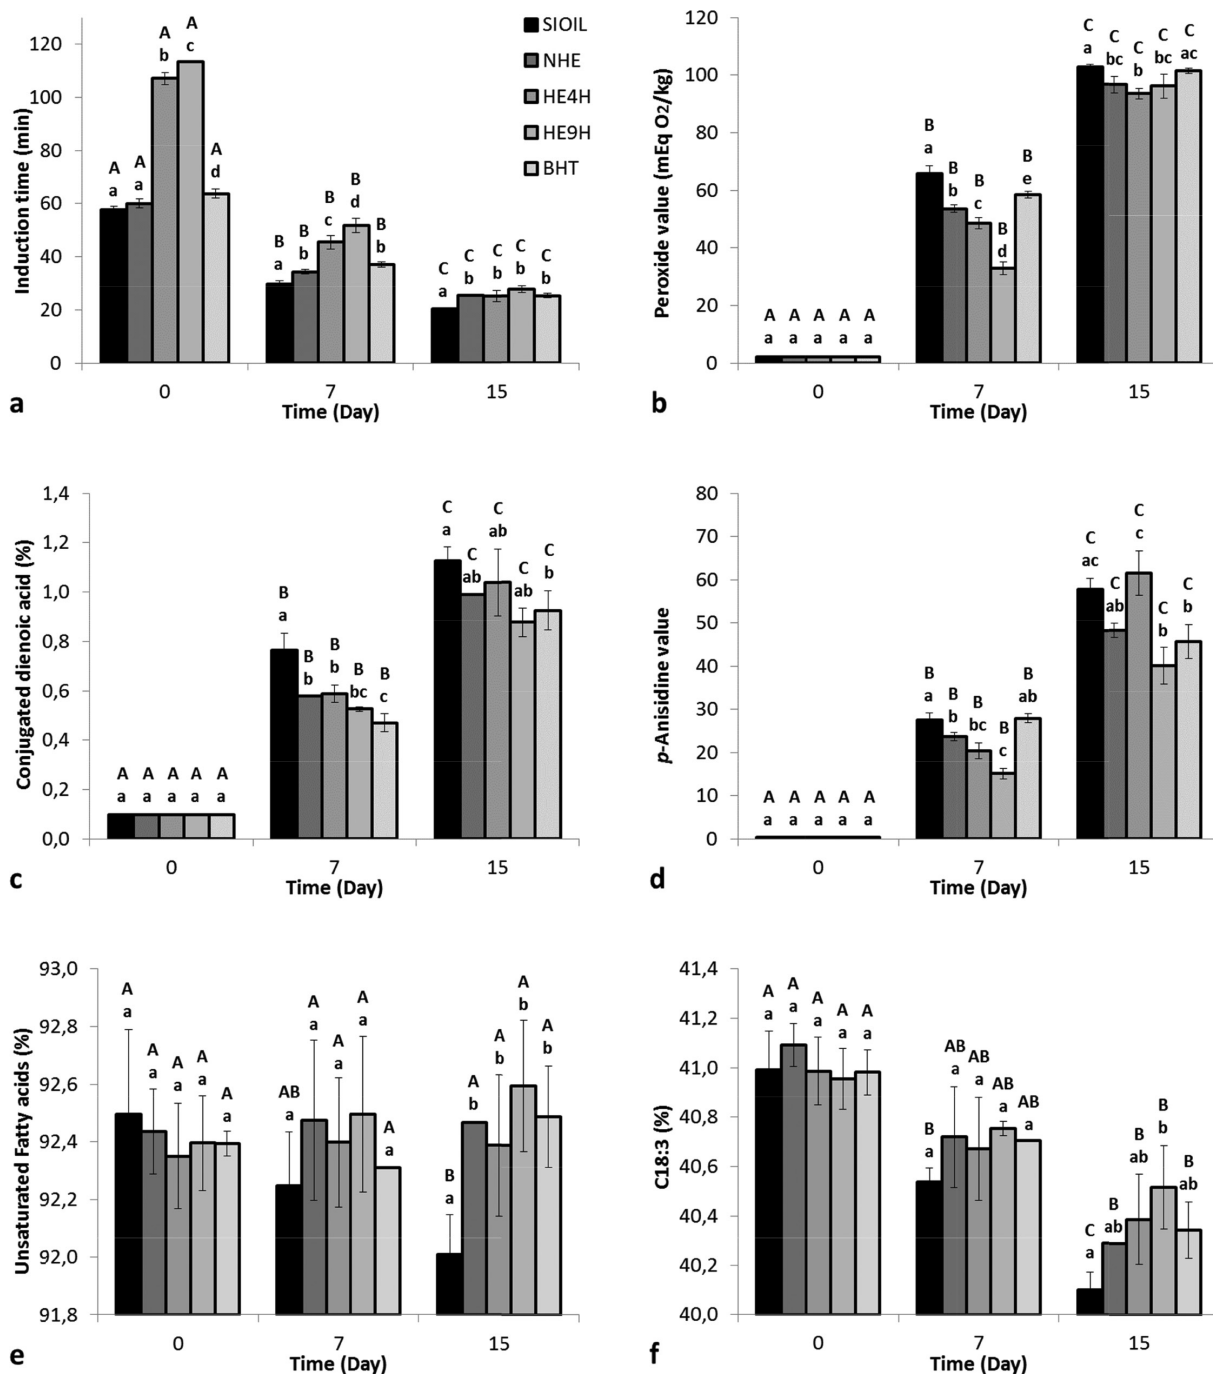 Induction time (min)
120
100
80
60
40
20
0
A A A A A
a a b c d
B B B B B
a b c d b
C C C C C
a b b b b
SIOIL
NHE
HE4H
HE9H
BHT
0 7 15
Time (Day)
a
Peroxide value (mEq O2/kg)
120
100
80
60
40
20
0
A A A A A
a a a a a
B B B B B
a b c d e
C C C C C
a bc b bc ac
0 7 15
Time (Day)
b
Conjugated dienoic acid (%)
1,4
1,2
1,0
0,8
0,6
0,4
0,2
0,0
A A A A A
a a a a a
B B B B B
a b b bc c
C C C C C
a ab ab ab b
0 7 15
Time (Day)
c
p-Anisidine value
80
70
60
50
40
30
20
10
0
A A A A A
a a a a a
B B B B B
a b bc c ab
C C C C C
ac ab c b b
0 7 15
Time (Day)
d
Unsaturated Fatty acids (%)
93,0
92,8
92,6
92,4
92,2
92,0
91,8
A A A A A
a a a a a
AB A A A A
a a a a a
B A A A A
a b b b b
0 7 15
Time (Day)
e
C18:3 (%)
41,4
41,2
41,0
40,8
40,6
40,4
40,2
40,0
A A A A A
a a a a a
B AB AB AB AB
a a a a a
C B B B B
a ab ab b ab
0 7 15
Time (Day)
f